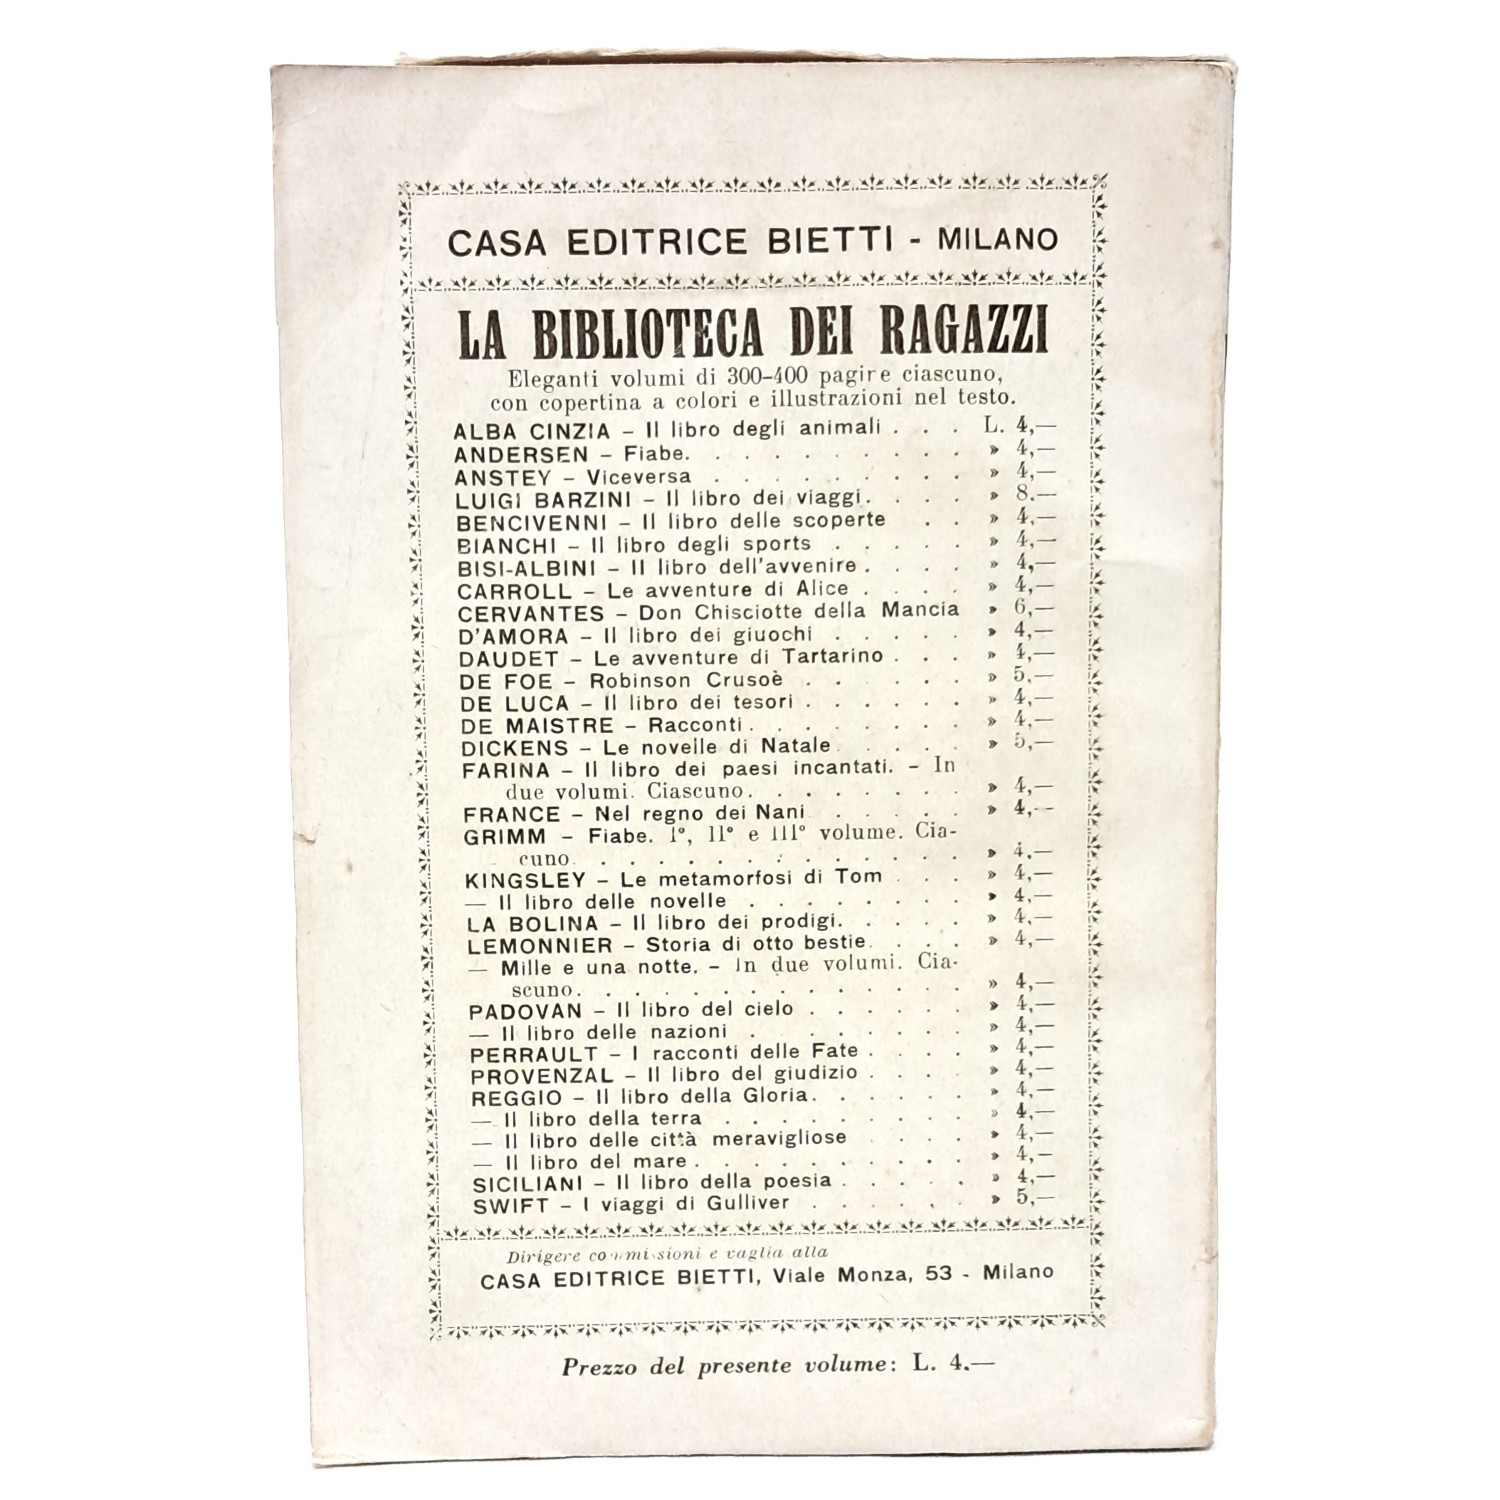 CASA EDITRICE BIETTI - MILANO
LA BIBLIOTECA DEI RAGAZZI
Eleganti volumi di 300-400 pagire ciascuno,
con copertina a colori e illustrazioni nel testo.
ALBA CINZIA – Il libro degli animali . . . L. 4,—
ANDERSEN – Fiabe. . . . . . . . . . » 4,—
ANSTEY – Viceversa . . . . . . . . . » 4,—
LUIGI BARZINI – Il libro dei viaggi. . . . » 8.—
BENCIVENNI – Il libro delle scoperte . . » 4,—
BIANCHI – Il libro degli sports . . . . . » 4,—
BISI-ALBINI – Il libro dell'avvenire . . . . » 4,—
CARROLL – Le avventure di Alice . . . . » 4,—
CERVANTES – Don Chisciotte della Mancia » 6,—
D'AMORA – Il libro dei giuochi . . . . . » 4,—
DAUDET – Le avventure di Tartarino . . . » 4,—
DE FOE – Robinson Crusoè . . . . . » 5,—
DE LUCA – Il libro dei tesori . . . . . . » 4,—
DE MAISTRE – Racconti . . . . . . . . » 4,—
DICKENS – Le novelle di Natale . . . . » 5,—
FARINA – Il libro dei paesi incantati. – In
due volumi. Ciascuno. . . . . . . . » 4,—
FRANCE – Nel regno dei Nani . . . . . » 4,—
GRIMM – Fiabe. I°, II° e III° volume. Cia-
cuno. . . . . . . . . . . . . . » 4,—
KINGSLEY – Le metamorfosi di Tom . . . » 4,—
— Il libro delle novelle . . . . . . . . » 4,—
LA BOLINA – Il libro dei prodigi. . . . . » 4,—
LEMONNIER – Storia di otto bestie. . . . » 4,—
— Mille e una notte. – In due volumi. Cia-
scuno. . . . . . . . . . . . . . » 4,—
PADOVAN – Il libro del cielo . . . . . . » 4,—
— Il libro delle nazioni . . . . . . . » 4,—
PERRAULT – I racconti delle Fate . . . . » 4,—
PROVENZAL – Il libro del giudizio . . . . » 4,—
REGGIO – Il libro della Gloria. . . . . . » 4,—
— Il libro della terra . . . . . . . . . » 4,—
— Il libro delle città meravigliose . . . . » 4,—
— Il libro del mare . . . . . . . . . . » 4,—
SICILIANI – Il libro della poesia . . . . . » 4,—
SWIFT – I viaggi di Gulliver . . . . . . » 5,—
Dirigere commissioni e vaglia alla
CASA EDITRICE BIETTI, Viale Monza, 53 - Milano
Prezzo del presente volume: L. 4.—